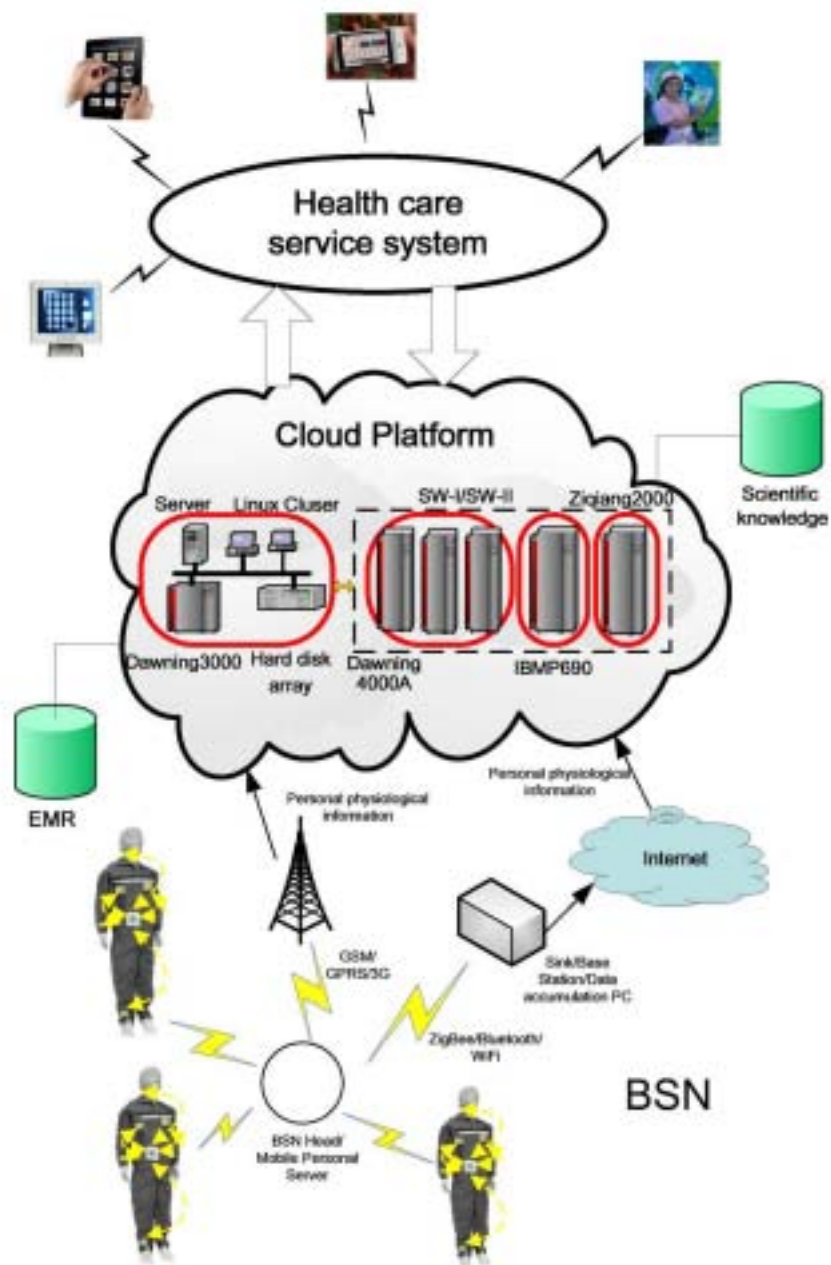 Health care
service system
Cloud Platform
Server
Linux Cluser
SW-I/SW-II
Ziqiang2000
Scientific
knowledge
Dawning3000
Hard disk
array
Dawning
4000A
IBMP690
EMR
Personal physiological
information
Personal physiological
information
Internet
GSM/
GPRS/3G
Sink/Base
Station/Data
accumulation PC
ZigBee/Bluetooth/
WiFi
BSN
BSN Head/
Mobile Personal
Server